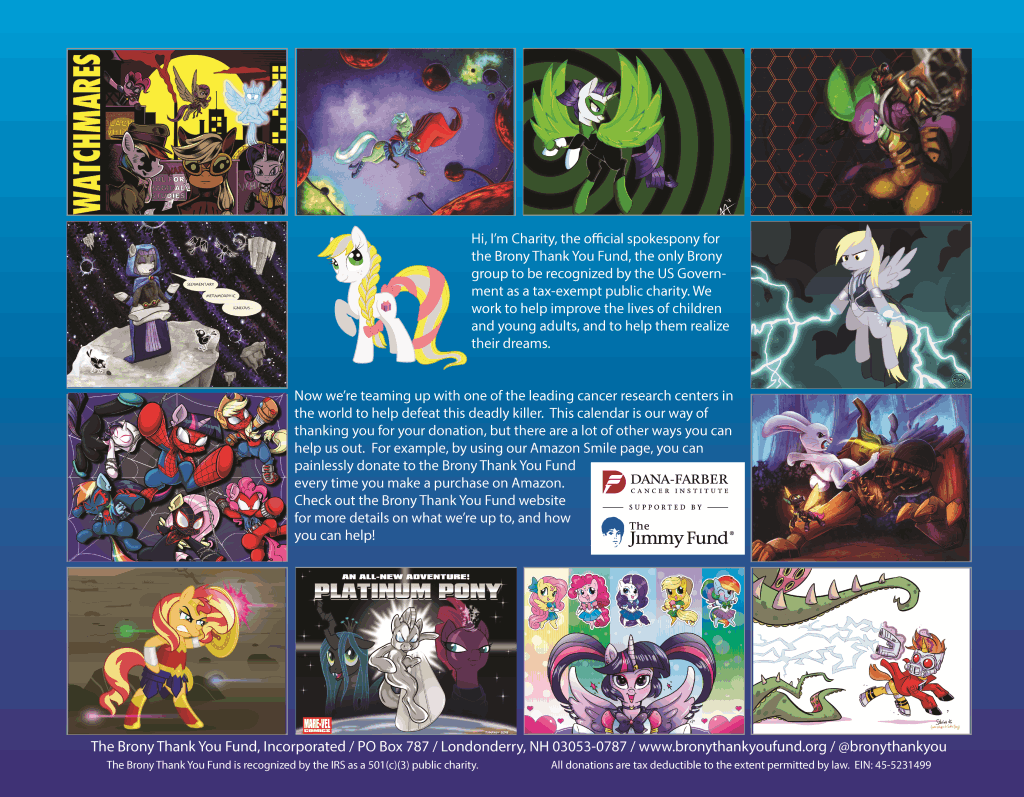 WATCHMARES
Hi, I'm Charity, the official spokespony for
the Brony Thank You Fund, the only Brony
group to be recognized by the US Govern-
ment as a tax-exempt public charity. We
work to help improve the lives of children
and young adults, and to help them realize
their dreams.
SEDIMENTARY
METAMORPHIC
IGNEOUS...
Now we're teaming up with one of the leading cancer research centers in
the world to help defeat this deadly killer.  This calendar is our way of
thanking you for your donation, but there are a lot of other ways you can
help us out.  For example, by using our Amazon Smile page, you can
painlessly donate to the Brony Thank You Fund
every time you make a purchase on Amazon.
Check out the Brony Thank You Fund website
for more details on what we're up to, and how
you can help!
DANA-FARBER
CANCER INSTITUTE
SUPPORTED BY
The
Jimmy Fund®
AN ALL-NEW ADVENTURE!
PLATINUM PONY
MARE-VEL
COMICS
The Brony Thank You Fund, Incorporated / PO Box 787 / Londonderry, NH 03053-0787 / www.bronythankyoufund.org / @bronythankyou
The Brony Thank You Fund is recognized by the IRS as a 501(c)(3) public charity.
All donations are tax deductible to the extent permitted by law.  EIN: 45-5231499